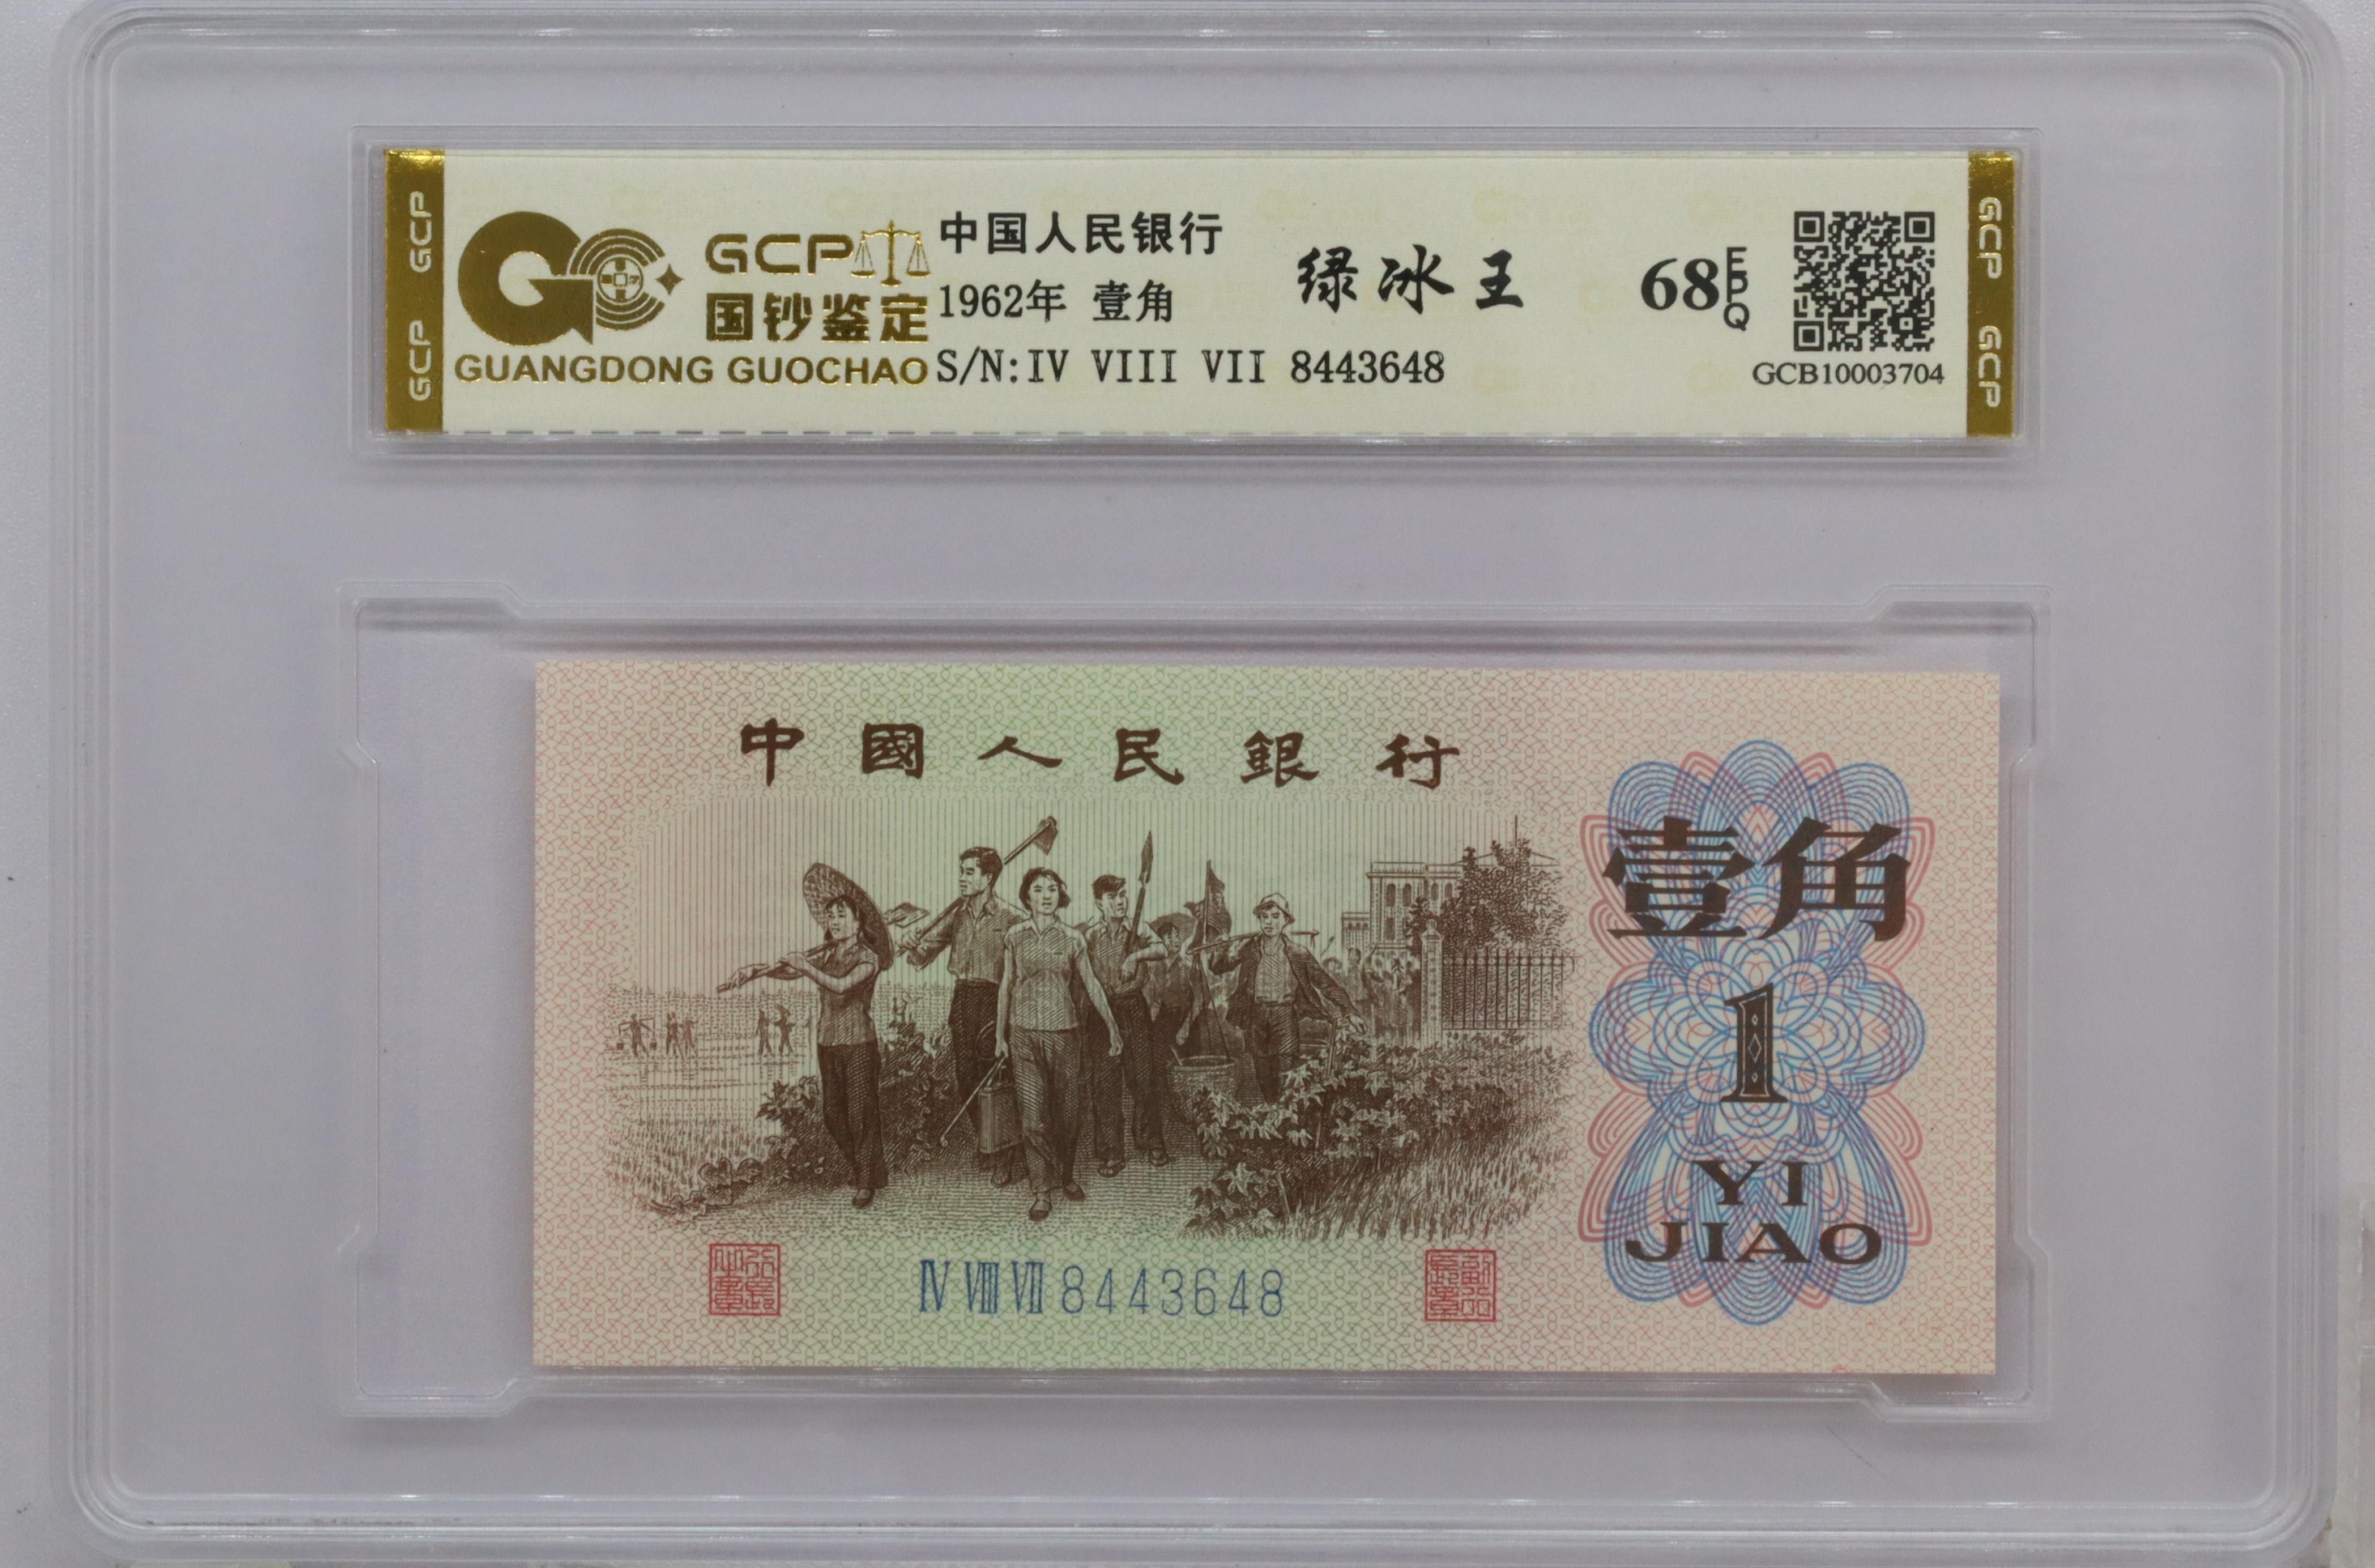 GCP GCP
GCP
国钞鉴定
GUANGDONG GUOCHAO
中国人民银行
1962年 壹角
S/N:IV VIII VII 8443648
绿冰王
68 EPQ
GCB10003704
GCP GCP
中國人民銀行
壹角
1
YI
JIAO
Ⅳ Ⅷ Ⅶ 8443648